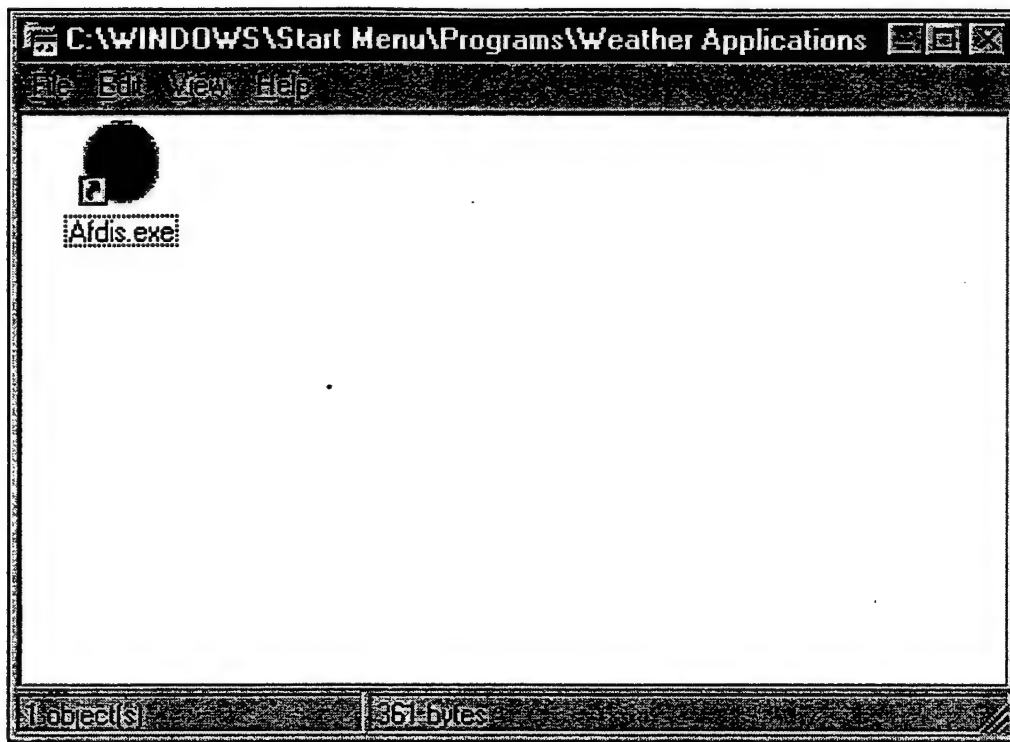 C:\WINDOWS\Start Menu\Programs\Weather Applications
File Edit View Help
Afdis.exe
1 object(s) 361 bytes